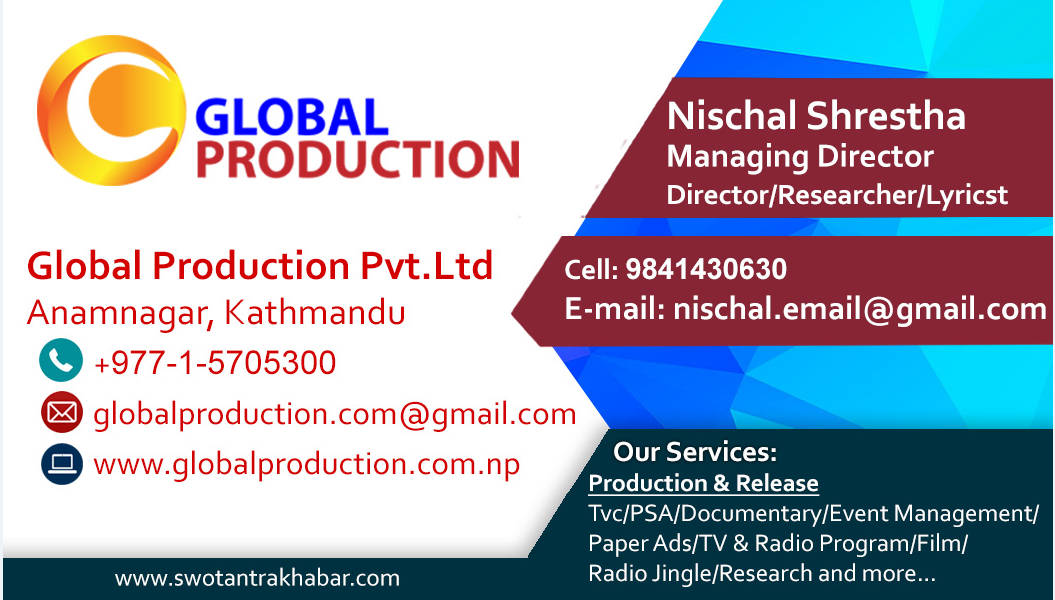 GLOBAL
PRODUCTION
Nischal Shrestha
Managing Director
Director/Researcher/Lyricst
Global Production Pvt.Ltd
Anamnagar, Kathmandu
+977-1-5705300
globalproduction.com@gmail.com
www.globalproduction.com.np
Cell: 9841430630
E-mail: nischal.email@gmail.com
Our Services:
Production & Release
Tvc/PSA/Documentary/Event Management/
Paper Ads/TV & Radio Program/Film/
Radio Jingle/Research and more...
www.swotantrakhabar.com